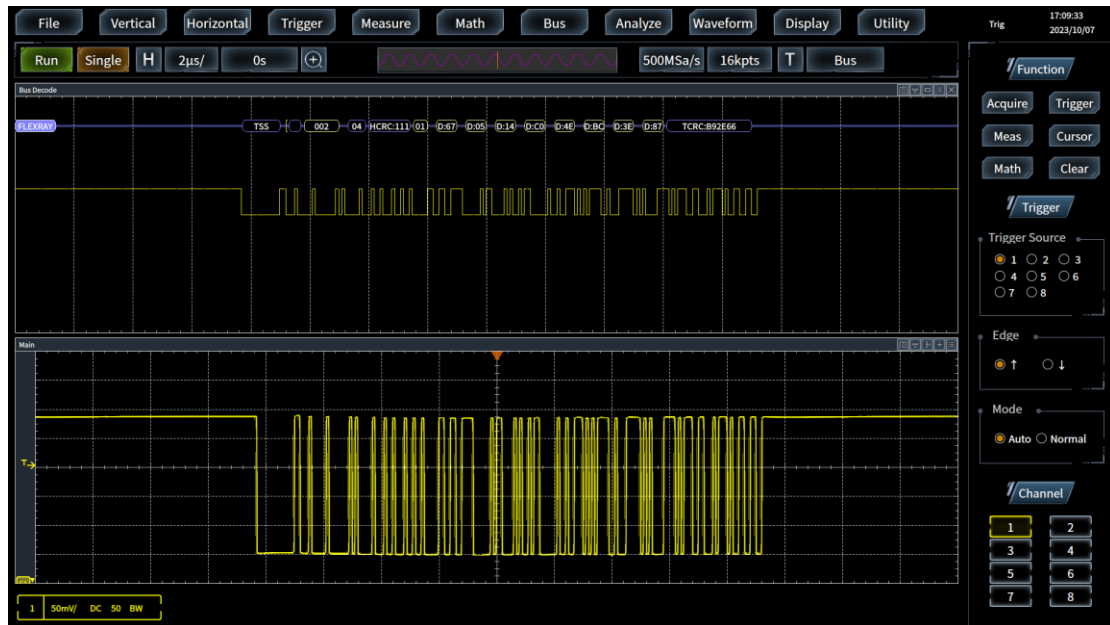 File Vertical Horizontal Trigger Measure Math Bus Analyze Waveform Display Utility Trig 17:09:33
2023/10/07
Run Single H 2μs/ 0s 500MSa/s 16kpts T Bus
Function
Bus Decode
Acquire Trigger
FLEXRAY TSS 002 04 HCRC:111 01 D:67 D:05 D:14 D:C0 D:4E D:BC D:3E D:87 TCRC:B92E66
Meas Cursor
Math Clear
Trigger
Trigger Source
1 2 3
4 5 6
7 8
Main
Edge
↑ ↓
Mode
T
Auto Normal
Channel
1 2
3 4
5 6
7 8
1 50mV/ DC 50 BW